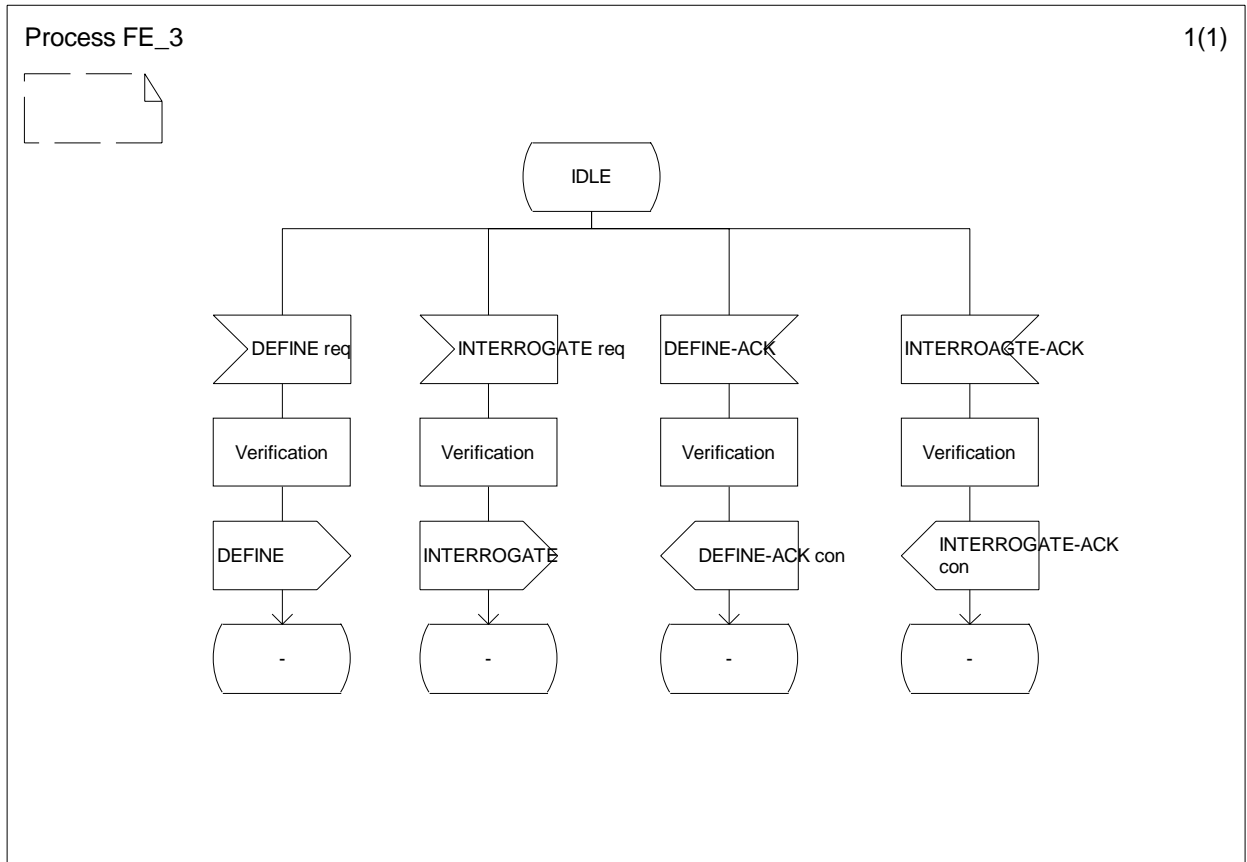 Process FE_3
1(1)
IDLE
DEFINE req
INTERROGATE req
DEFINE-ACK
INTERROAGTE-ACK
Verification
Verification
Verification
Verification
DEFINE
INTERROGATE
DEFINE-ACK con
INTERROGATE-ACK
con
-
-
-
-